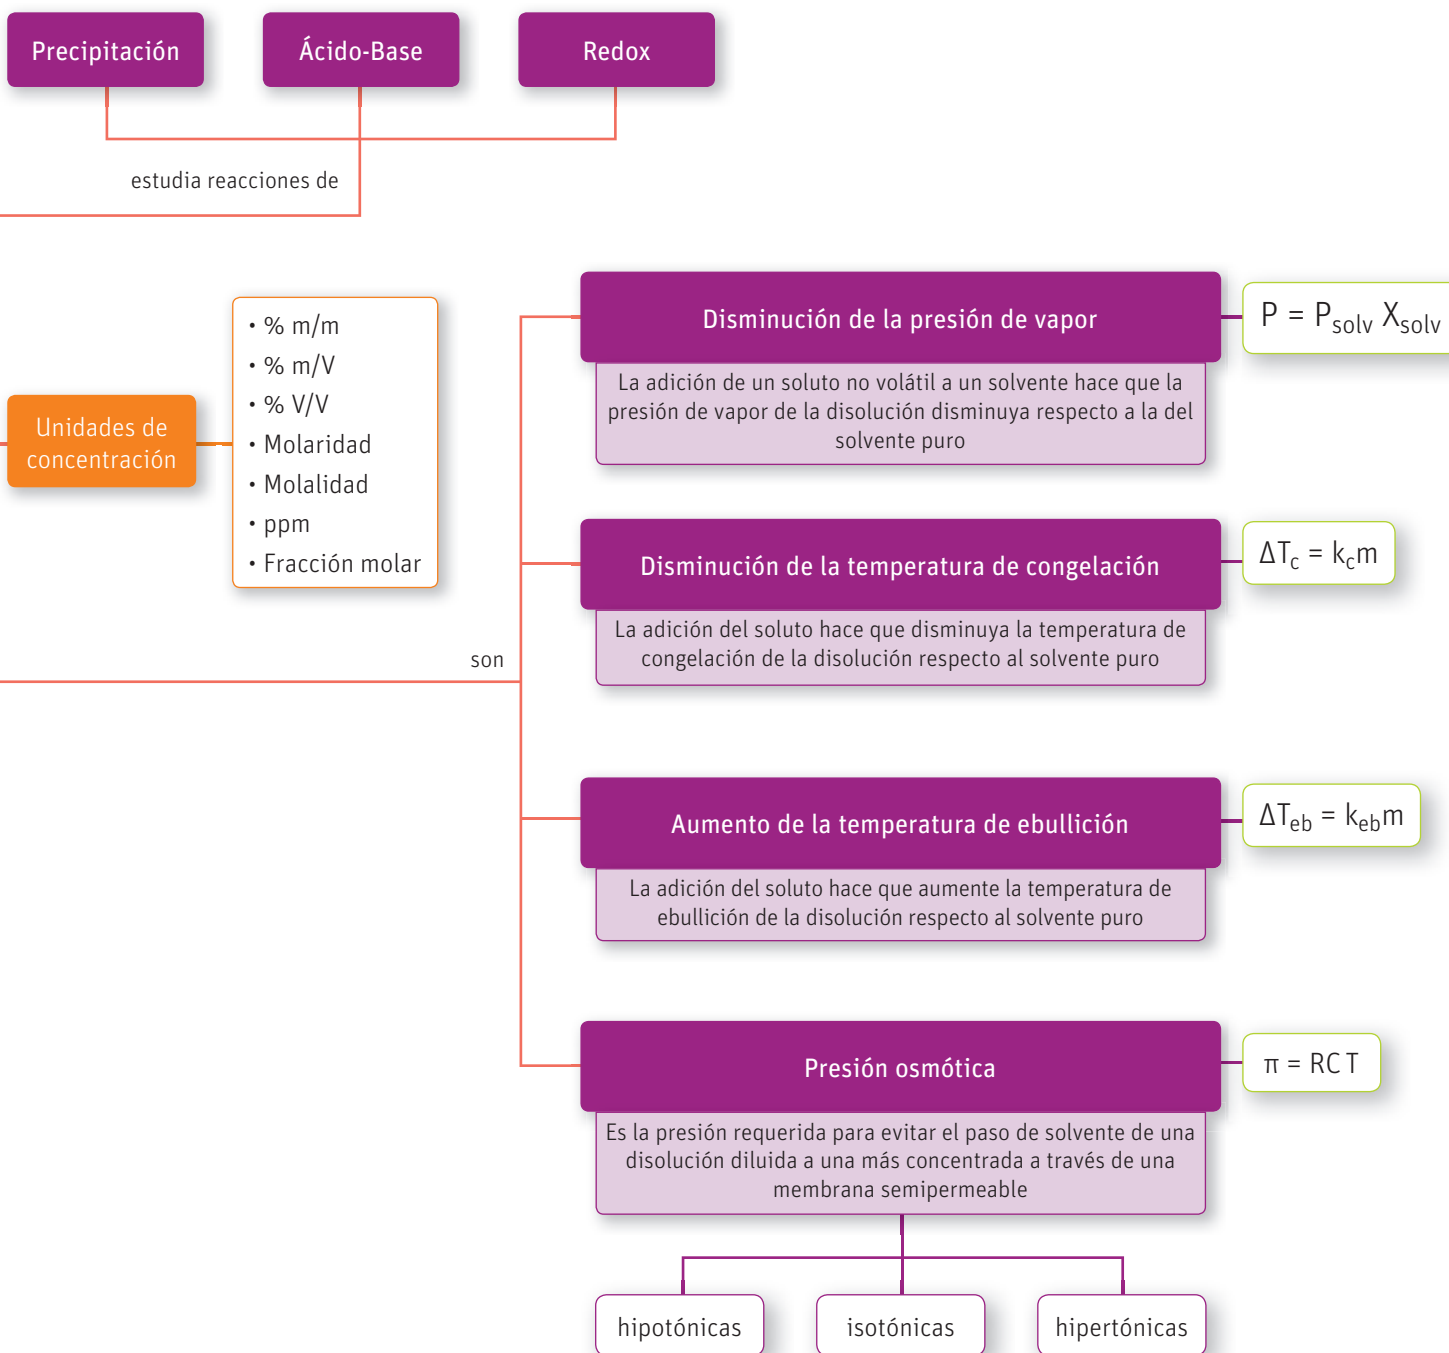 Precipitación
Ácido-Base
Redox
estudia reacciones de
Unidades de
concentración
• % m/m
• % m/V
• % V/V
• Molaridad
• Molalidad
• ppm
• Fracción molar
son
Disminución de la presión de vapor
La adición de un soluto no volátil a un solvente hace que la
presión de vapor de la disolución disminuya respecto a la del
solvente puro
P = P_solv X_solv
Disminución de la temperatura de congelación
La adición del soluto hace que disminuya la temperatura de
congelación de la disolución respecto al solvente puro
ΔT_c = k_c m
Aumento de la temperatura de ebullición
La adición del soluto hace que aumente la temperatura de
ebullición de la disolución respecto al solvente puro
ΔT_eb = k_eb m
Presión osmótica
Es la presión requerida para evitar el paso de solvente de una
disolución diluida a una más concentrada a través de una
membrana semipermeable
π = RC T
hipotónicas
isotónicas
hipertónicas